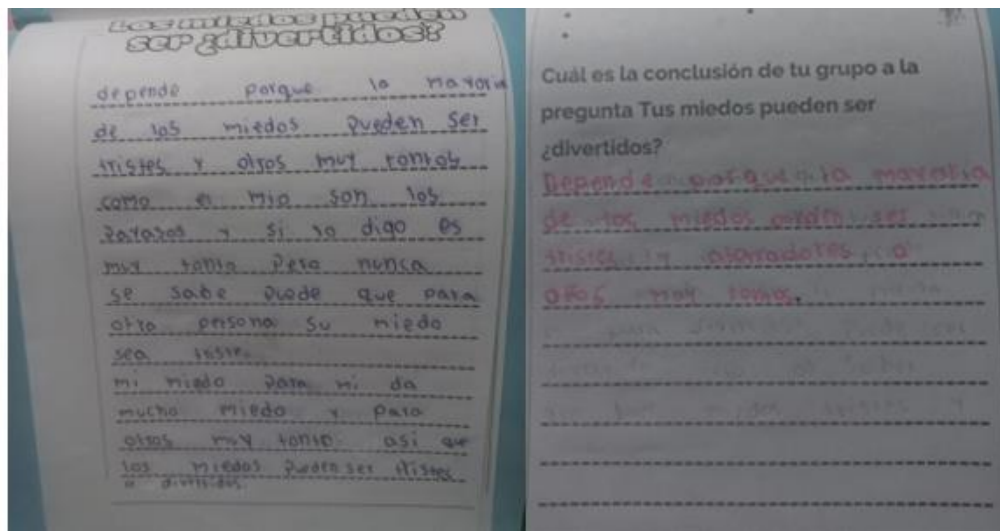 Los miedos pueden
ser ¿divertidos?
depende porque la mayoria
de los miedos pueden ser
tristes y otros muy tontos
como el mio son los
payasos y si lo digo es
muy tonto pero nunca
se sabe puede que para
otra persona su miedo
sea triste.
mi miedo para mi da
mucho miedo y para
otros muy tonto. asi que
los miedos pueden ser tristes
o divertidos.
Cuál es la conclusión de tu grupo a la
pregunta Tus miedos pueden ser
¿divertidos?
Depende porque la mayoria
de los miedos pueden ser
tristes y aterradores o
otros muy tontos.